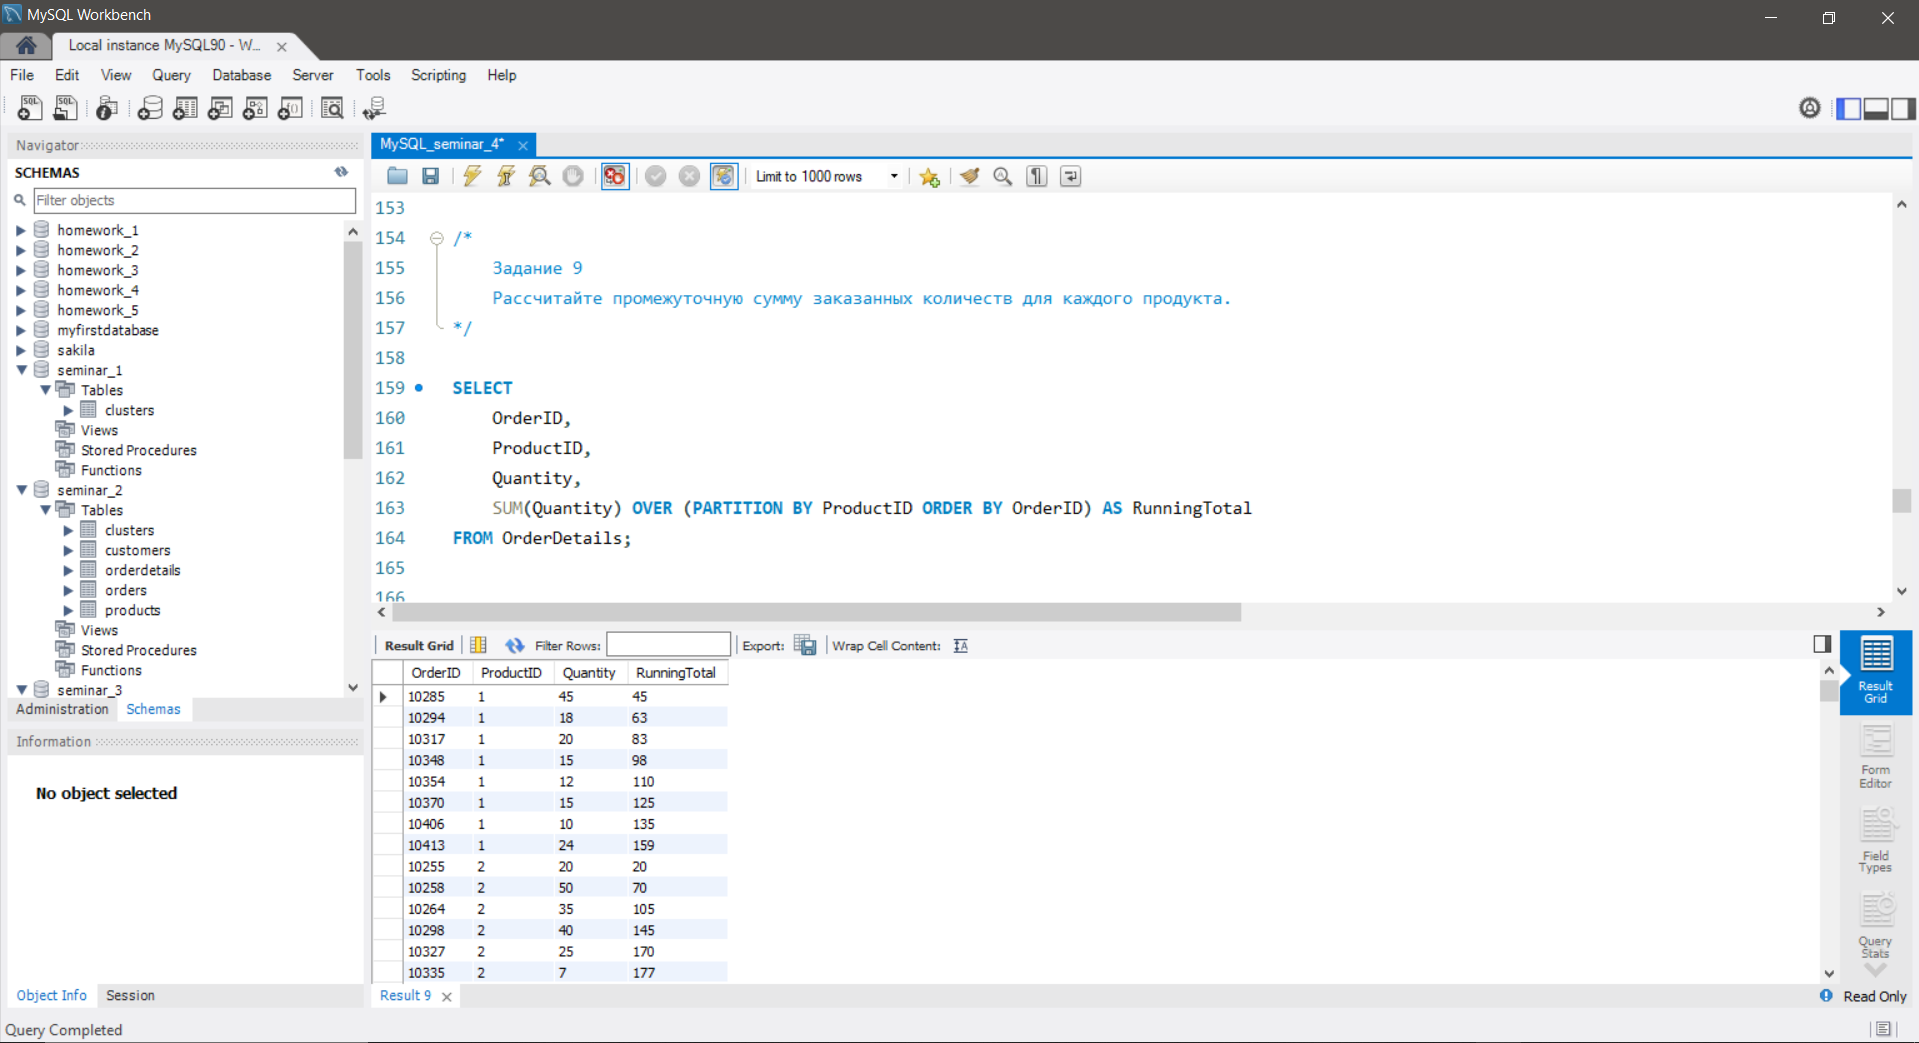 MySQL Workbench
Local instance MySQL90 - W...
File Edit View Query Database Server Tools Scripting Help
Navigator
MySQL_seminar_4*
SCHEMAS
Limit to 1000 rows
Filter objects
homework_1
homework_2
homework_3
homework_4
homework_5
myfirstdatabase
sakila
seminar_1
Tables
clusters
Views
Stored Procedures
Functions
seminar_2
Tables
clusters
customers
orderdetails
orders
products
Views
Stored Procedures
Functions
seminar_3
Administration Schemas
Information
No object selected
Object Info Session
153
154 /*
155 Задание 9
156 Рассчитайте промежуточную сумму заказанных количеств для каждого продукта.
157 */
158
159 SELECT
160 OrderID,
161 ProductID,
162 Quantity,
163 SUM(Quantity) OVER (PARTITION BY ProductID ORDER BY OrderID) AS RunningTotal
164 FROM OrderDetails;
165
166
Result Grid Filter Rows: Export: Wrap Cell Content:
OrderID ProductID Quantity RunningTotal
10285 1 45 45
10294 1 18 63
10317 1 20 83
10348 1 15 98
10354 1 12 110
10370 1 15 125
10406 1 10 135
10413 1 24 159
10255 2 20 20
10258 2 50 70
10264 2 35 105
10298 2 40 145
10327 2 25 170
10335 2 7 177
Result
Grid
Form
Editor
Field
Types
Query
Stats
Result 9
Read Only
Query Completed